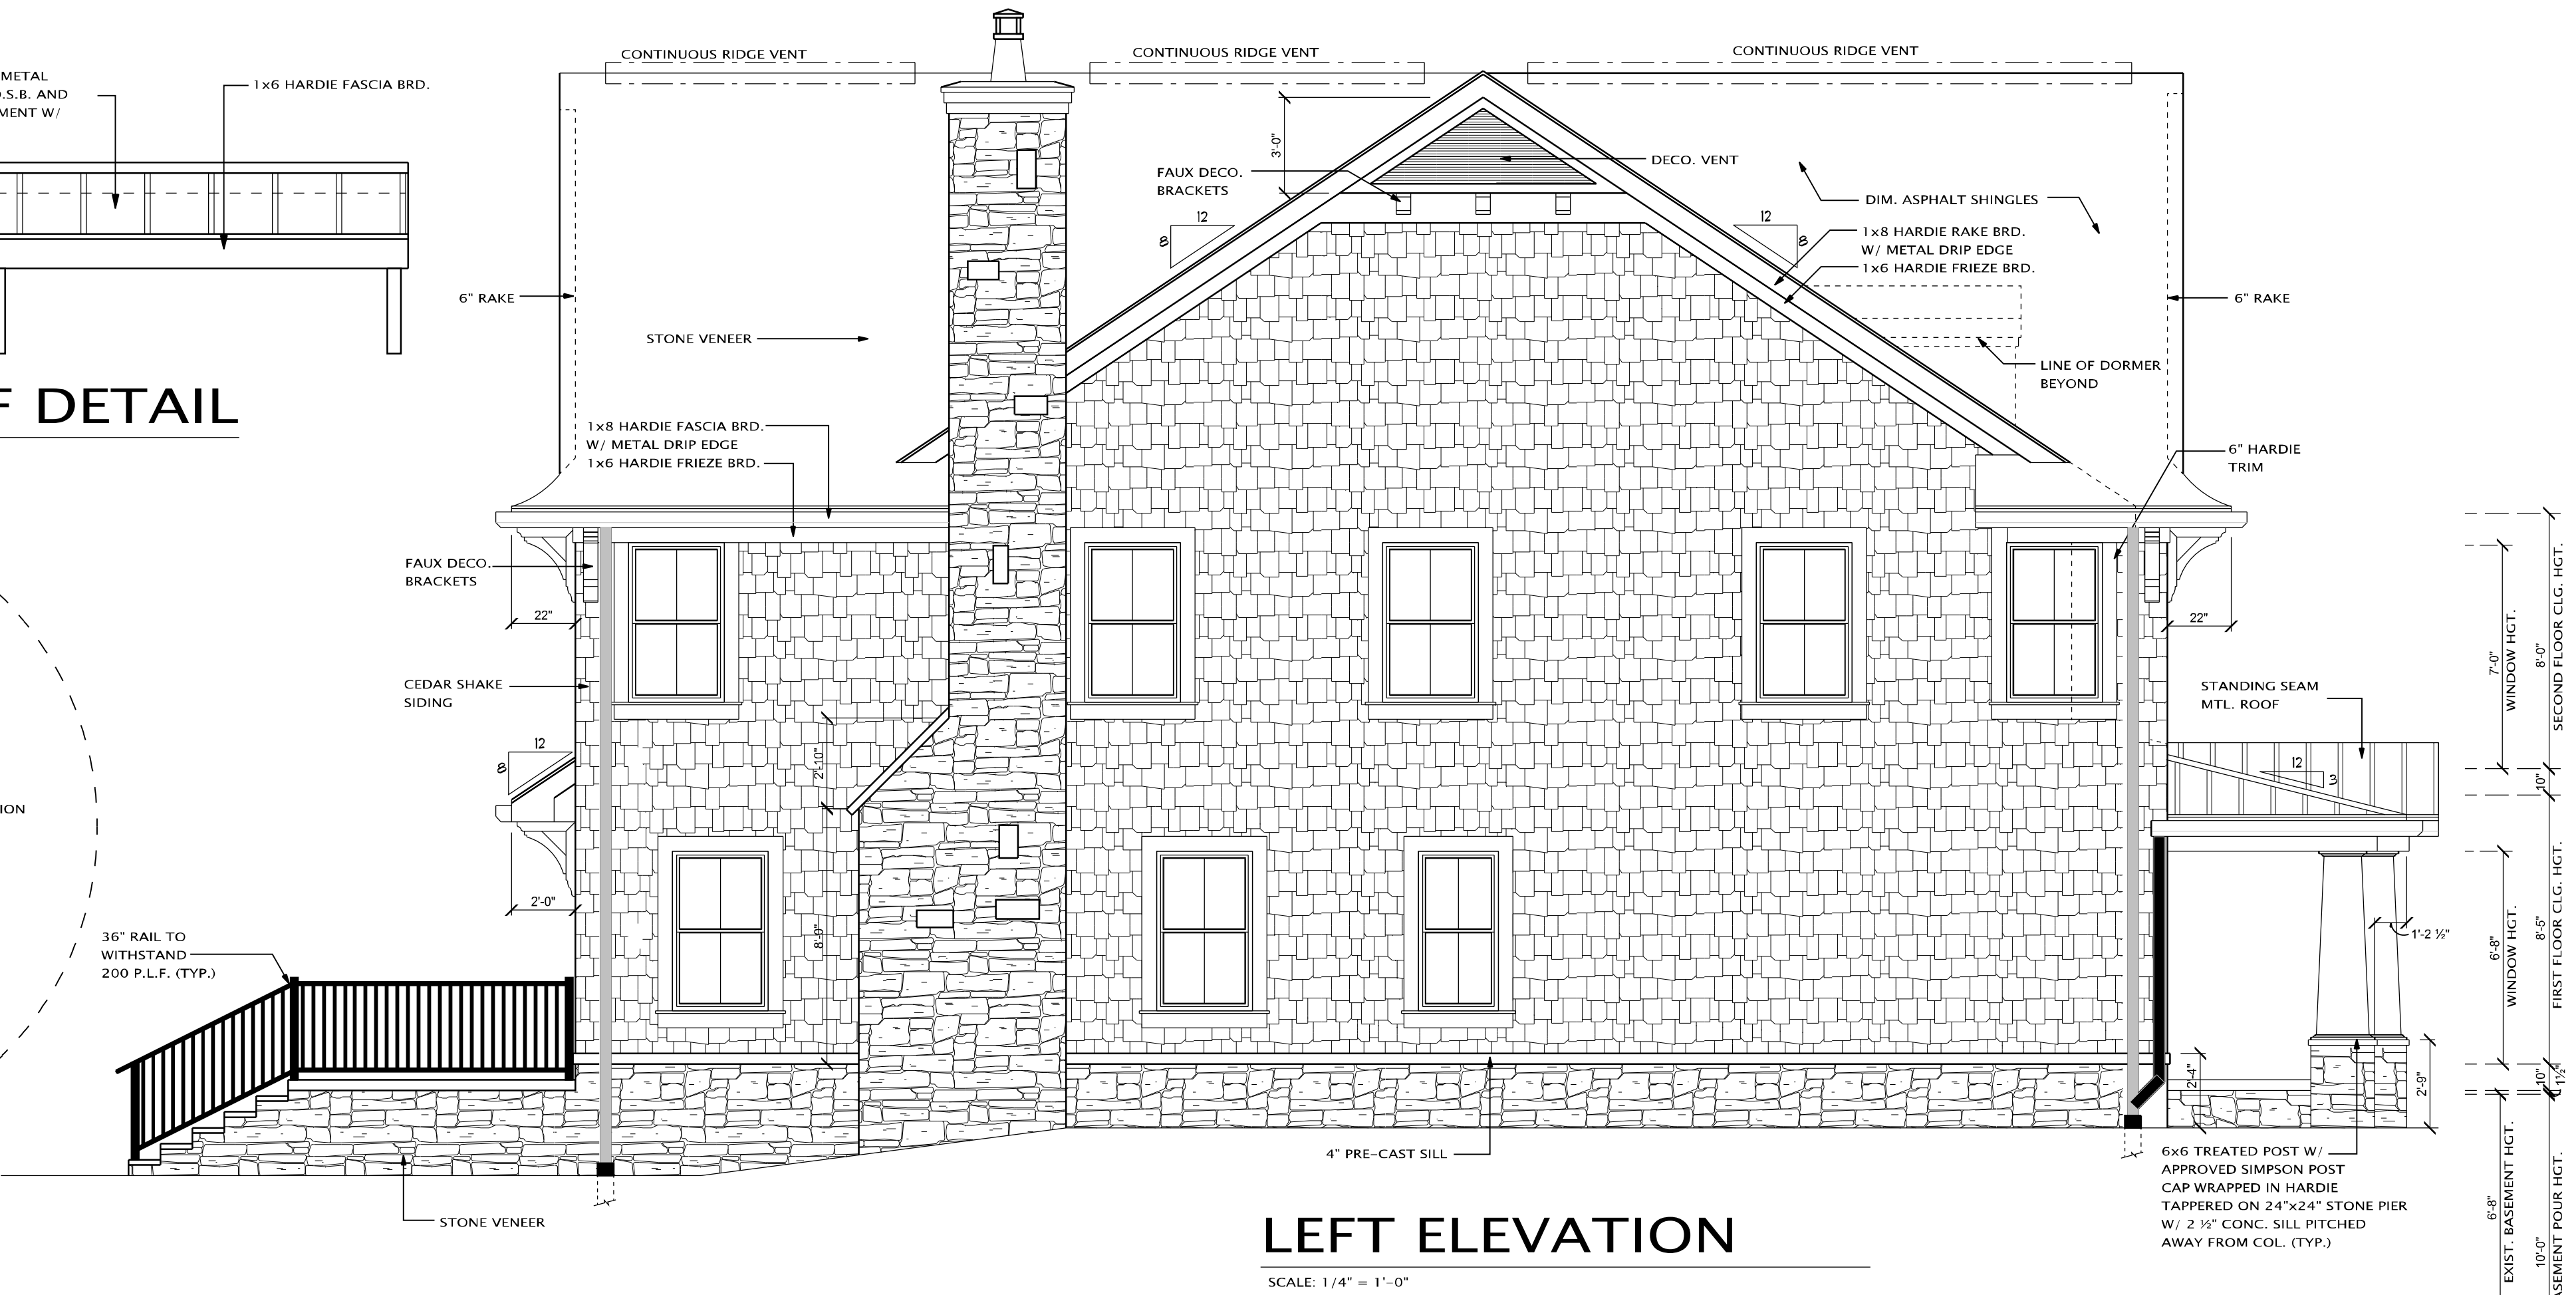 METAL
O.S.B. AND
MENT W/
1x6 HARDIE FASCIA BRD.
F DETAIL
ION
CONTINUOUS RIDGE VENT
CONTINUOUS RIDGE VENT
CONTINUOUS RIDGE VENT
3'-0"
FAUX DECO.
BRACKETS
DECO. VENT
DIM. ASPHALT SHINGLES
12
8
12
8
1x8 HARDIE RAKE BRD.
W/ METAL DRIP EDGE
1x6 HARDIE FRIEZE BRD.
6" RAKE
6" RAKE
STONE VENEER
LINE OF DORMER
BEYOND
1x8 HARDIE FASCIA BRD.
W/ METAL DRIP EDGE
1x6 HARDIE FRIEZE BRD.
6" HARDIE
TRIM
FAUX DECO.
BRACKETS
22"
22"
CEDAR SHAKE
SIDING
STANDING SEAM
MTL. ROOF
12
8
2'-10"
12
3
2'-0"
8'-9"
36" RAIL TO
WITHSTAND
200 P.L.F. (TYP.)
1'-2 ½"
2'-4"
2'-9"
7'-0"
WINDOW HGT.
8'-0"
SECOND FLOOR CLG. HGT.
10"
6'-8"
WINDOW HGT.
8'-5"
FIRST FLOOR CLG. HGT.
10"
1½"
6'-8"
EXIST. BASEMENT HGT.
10'-0"
SEMENT POUR HGT.
4" PRE-CAST SILL
STONE VENEER
6x6 TREATED POST W/
APPROVED SIMPSON POST
CAP WRAPPED IN HARDIE
TAPPERED ON 24"x24" STONE PIER
W/ 2 ½" CONC. SILL PITCHED
AWAY FROM COL. (TYP.)
LEFT ELEVATION
SCALE: 1/4" = 1'-0"